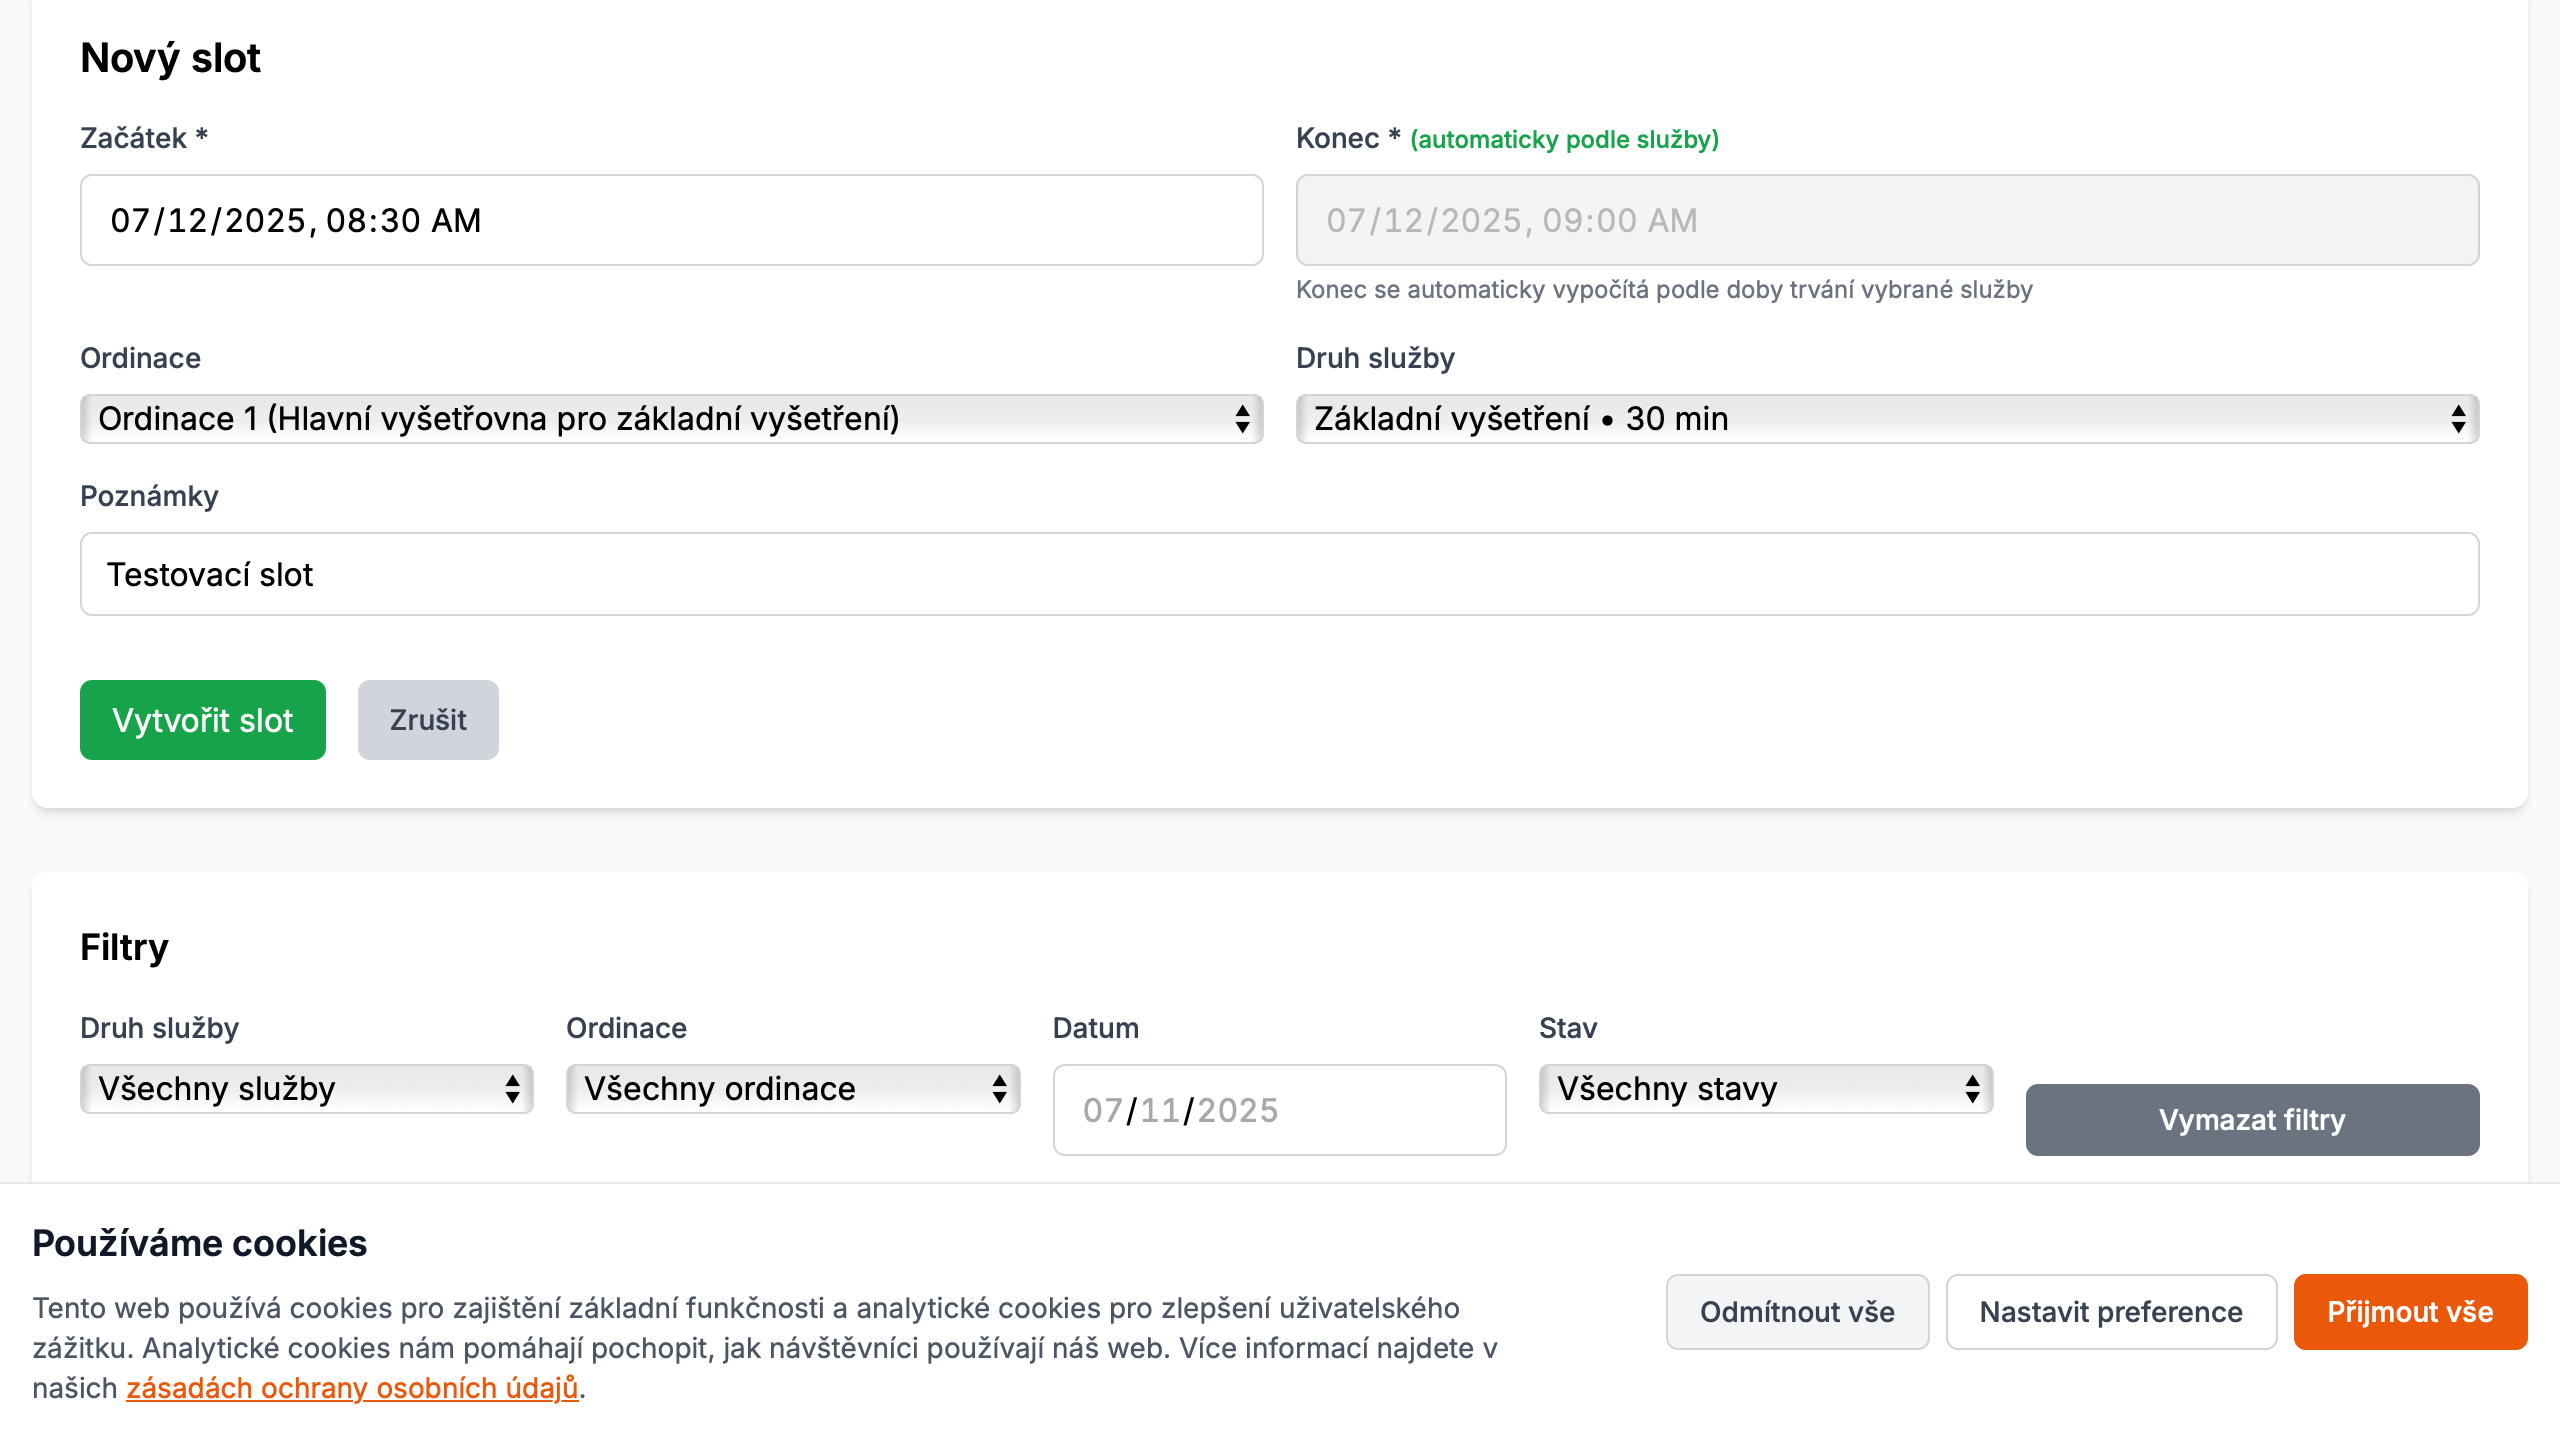 Nový slot
Začátek *
Konec * (automaticky podle služby)
07/12/2025, 08:30 AM
07/12/2025, 09:00 AM
Konec se automaticky vypočítá podle doby trvání vybrané služby
Ordinace
Druh služby
Ordinace 1 (Hlavní vyšetřovna pro základní vyšetření)
Základní vyšetření • 30 min
Poznámky
Testovací slot
Vytvořit slot
Zrušit
Filtry
Druh služby
Ordinace
Datum
Stav
Všechny služby
Všechny ordinace
07/11/2025
Všechny stavy
Vymazat filtry
Používáme cookies
Tento web používá cookies pro zajištění základní funkčnosti a analytické cookies pro zlepšení uživatelského
zážitku. Analytické cookies nám pomáhají pochopit, jak návštěvníci používají náš web. Více informací najdete v
našich zásadách ochrany osobních údajů.
Odmítnout vše
Nastavit preference
Přijmout vše